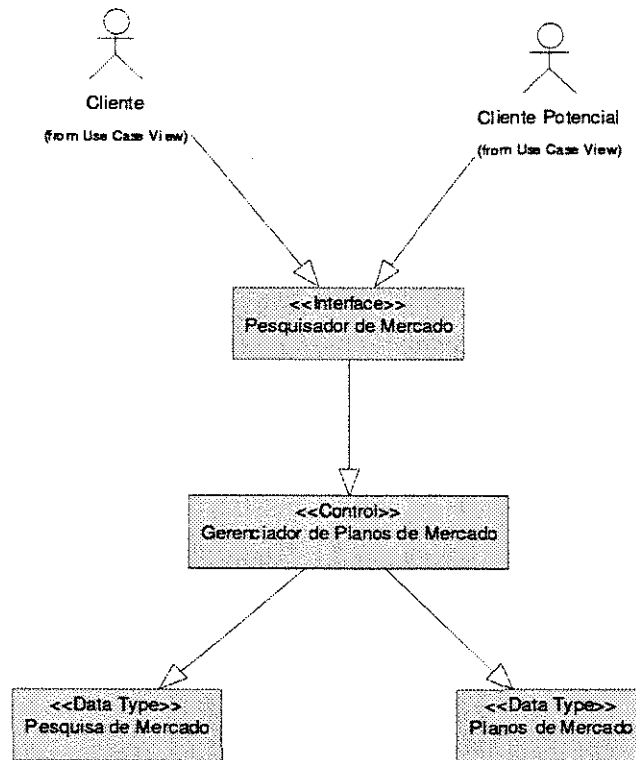 Cliente
(from Use Case View)
Cliente Potencial
(from Use Case View)
<<Interface>>
Pesquisador de Mercado
<<Control>>
Gerenciador de Planos de Mercado
<<Data Type>>
Pesquisa de Mercado
<<Data Type>>
Planos de Mercado